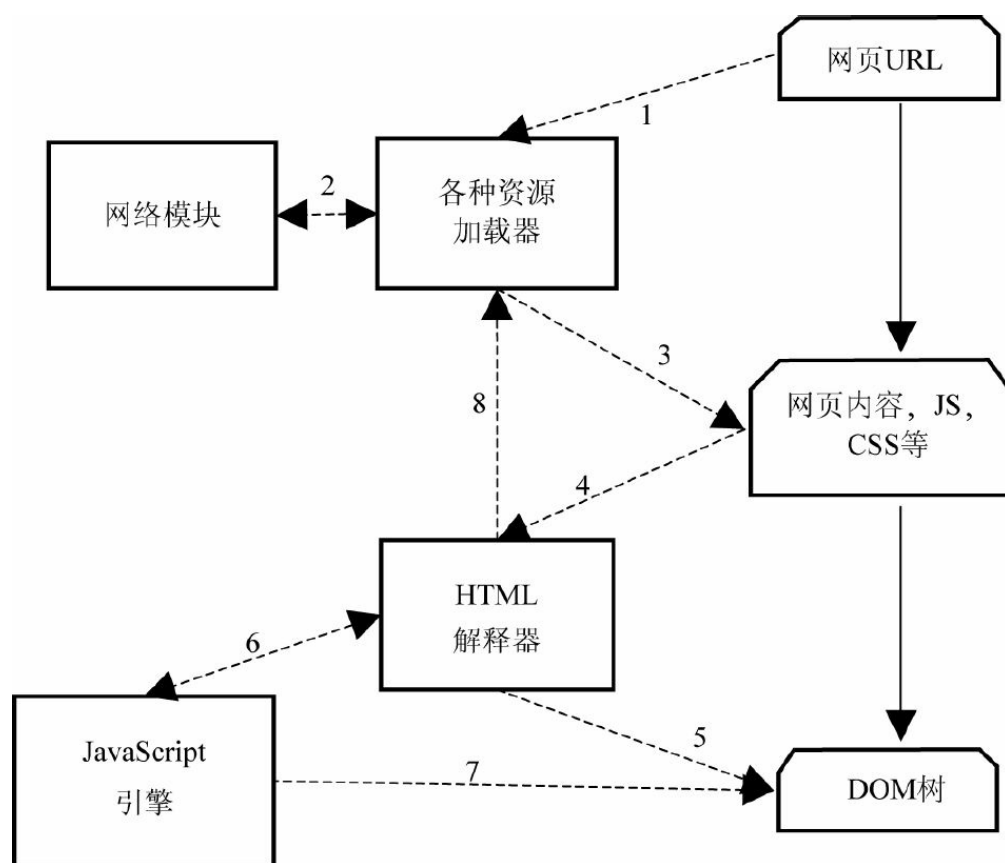 网页URL
1
网络模块
2
各种资源
加载器
3
8
网页内容，JS，
CSS等
4
HTML
解释器
6
5
JavaScript
引擎
7
DOM树